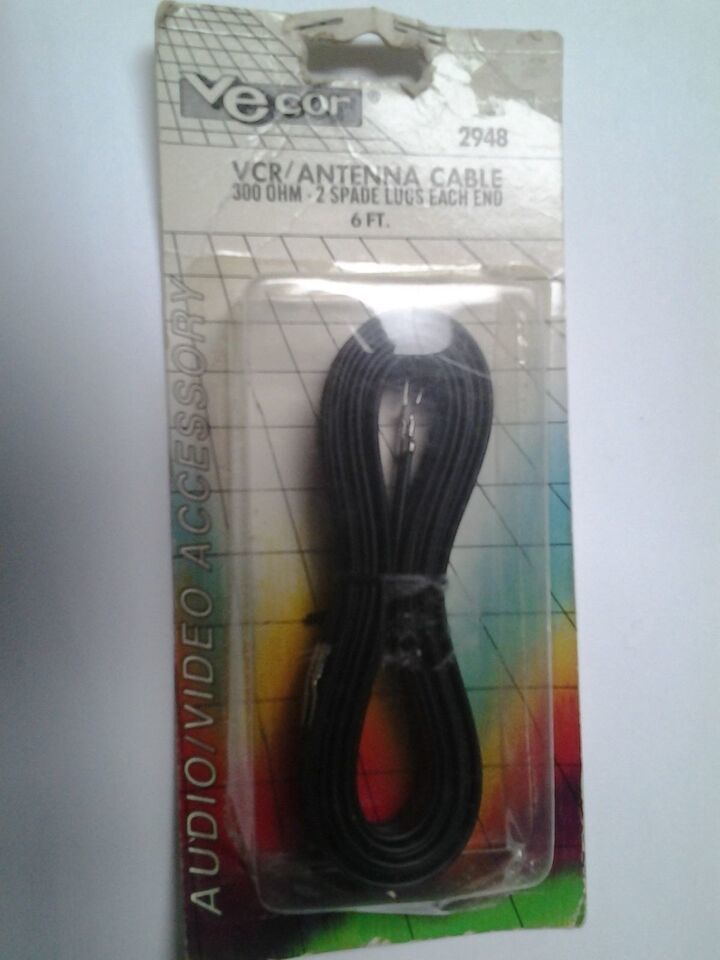 Vecor®
2948
VCR/ANTENNA CABLE
300 OHM - 2 SPADE LUGS EACH END
6 FT.
AUDIO/VIDEO ACCESSORY